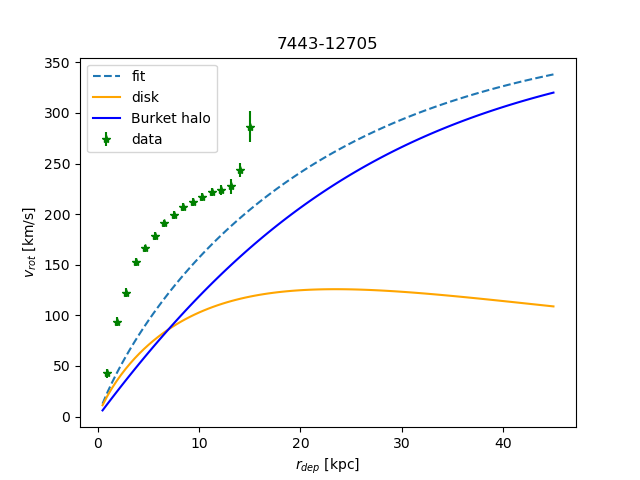 7443-12705
fit
disk
Burket halo
data
350
300
250
200
150
100
50
0
v_rot [km/s]
0 10 20 30 40
r_dep [kpc]